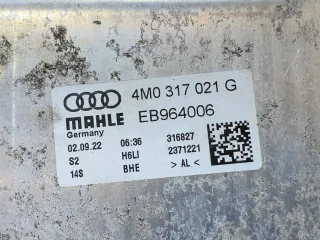 4M0 317 021 G
MAHLE EB964006
Germany
02.09.22 06:36 316827
S2 H6LI 2371221
14S BHE > AL <